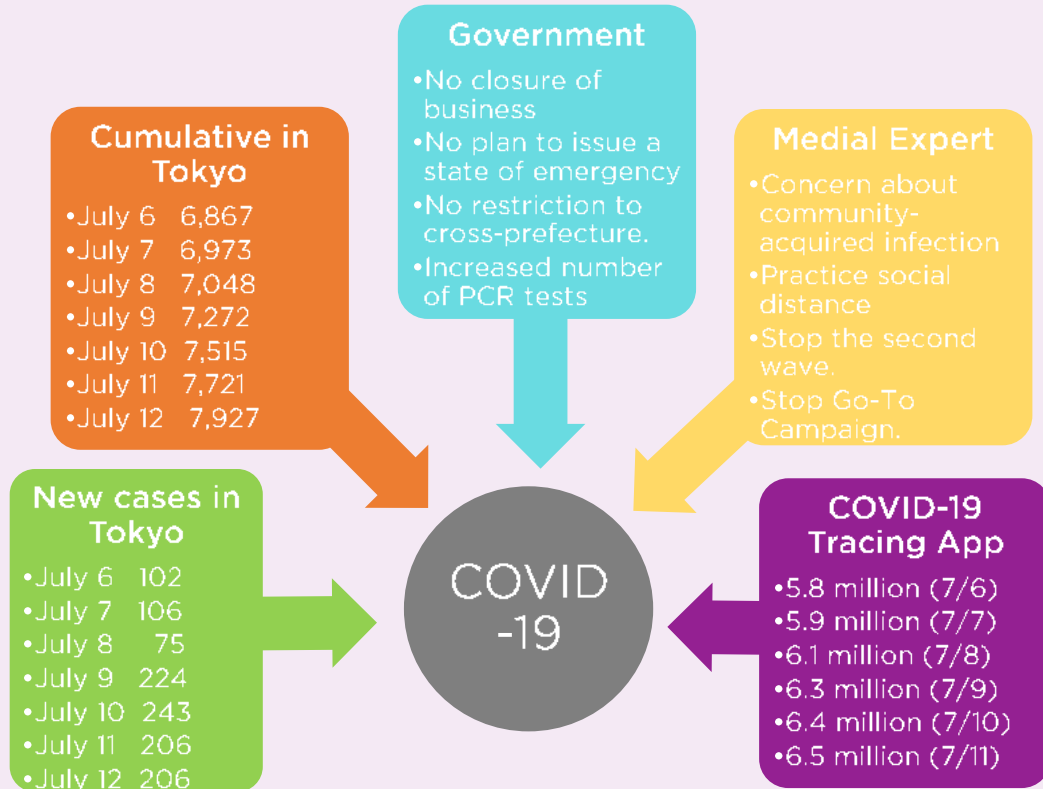 Government
•No closure of
business
•No plan to issue a
state of emergency
•No restriction to
cross-prefecture.
•Increased number
of PCR tests
Cumulative in
Tokyo
•July 6 6,867
•July 7 6,973
•July 8 7,048
•July 9 7,272
•July 10 7,515
•July 11 7,721
•July 12 7,927
Medial Expert
•Concern about
community-
acquired infection
•Practice social
distance
•Stop the second
wave.
•Stop Go-To
Campaign.
New cases in
Tokyo
•July 6 102
•July 7 106
•July 8 75
•July 9 224
•July 10 243
•July 11 206
•July 12 206
COVID
-19
COVID-19
Tracing App
•5.8 million (7/6)
•5.9 million (7/7)
•6.1 million (7/8)
•6.3 million (7/9)
•6.4 million (7/10)
•6.5 million (7/11)